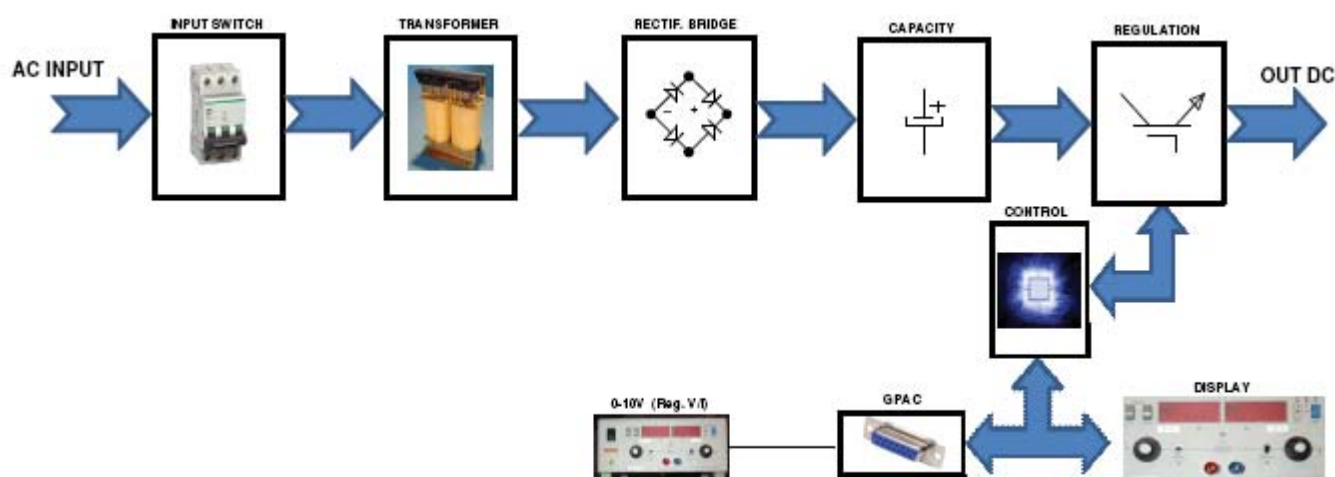 INPUT SWITCH
TRANSFORMER
RECTIF. BRIDGE
CAPACITY
REGULATION
AC INPUT
OUT DC
CONTROL
0-10V (Reg. V/I)
GPAC
DISPLAY